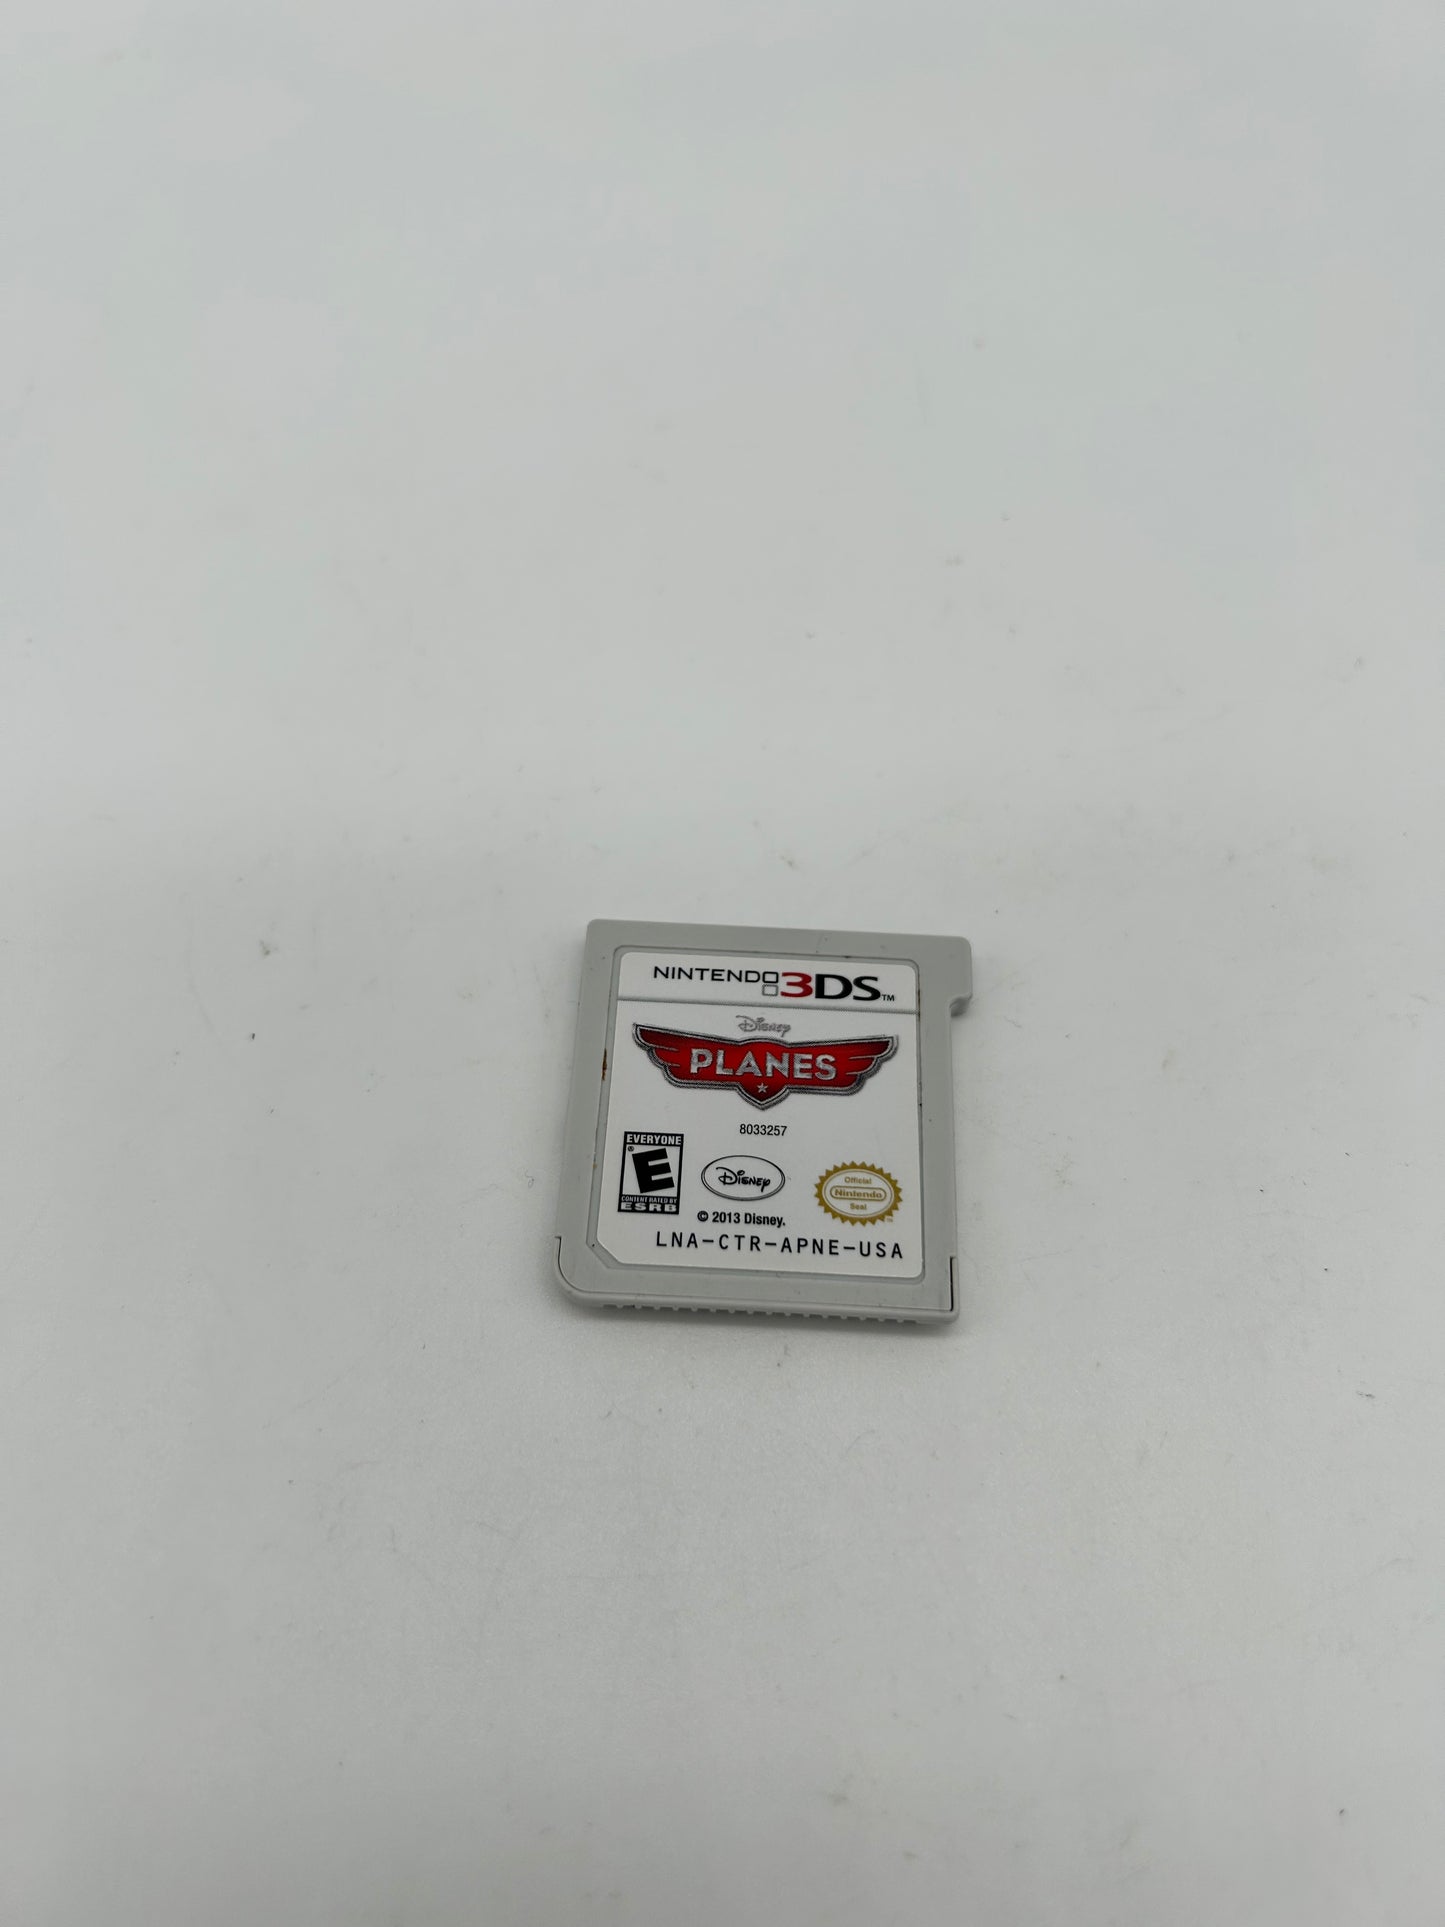 NINTENDO 3DS™
Disney
PLANES
8033257
EVERYONE
E
CONTENT RATED BY
ESRB
Disney
© 2013 Disney.
Official
Nintendo
Seal
LNA-CTR-APNE-USA